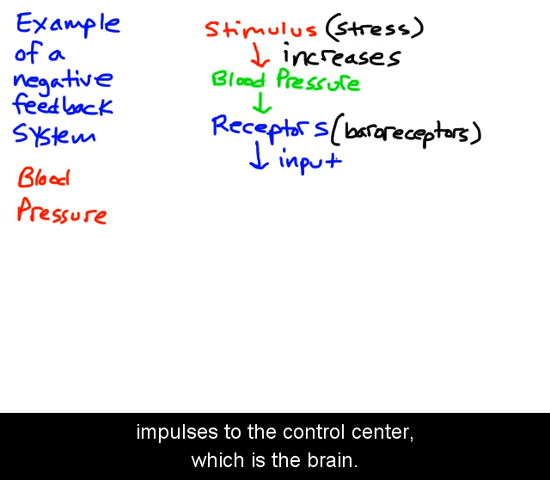 Example
of a
negative
feedback
System
Blood
Pressure
Stimulus (stress)
increases
Blood Pressure
Receptors (baroreceptors)
input
impulses to the control center,
which is the brain.